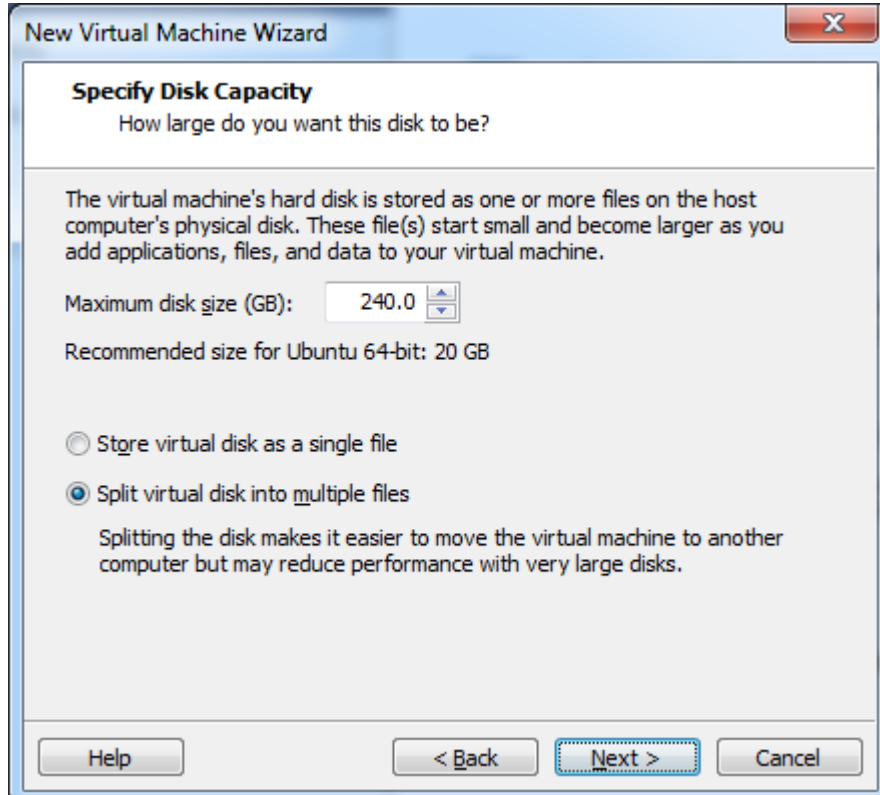 New Virtual Machine Wizard
Specify Disk Capacity
How large do you want this disk to be?
The virtual machine's hard disk is stored as one or more files on the host
computer's physical disk. These file(s) start small and become larger as you
add applications, files, and data to your virtual machine.
Maximum disk size (GB): 240.0
Recommended size for Ubuntu 64-bit: 20 GB
Store virtual disk as a single file
Split virtual disk into multiple files
Splitting the disk makes it easier to move the virtual machine to another
computer but may reduce performance with very large disks.
Help < Back Next > Cancel